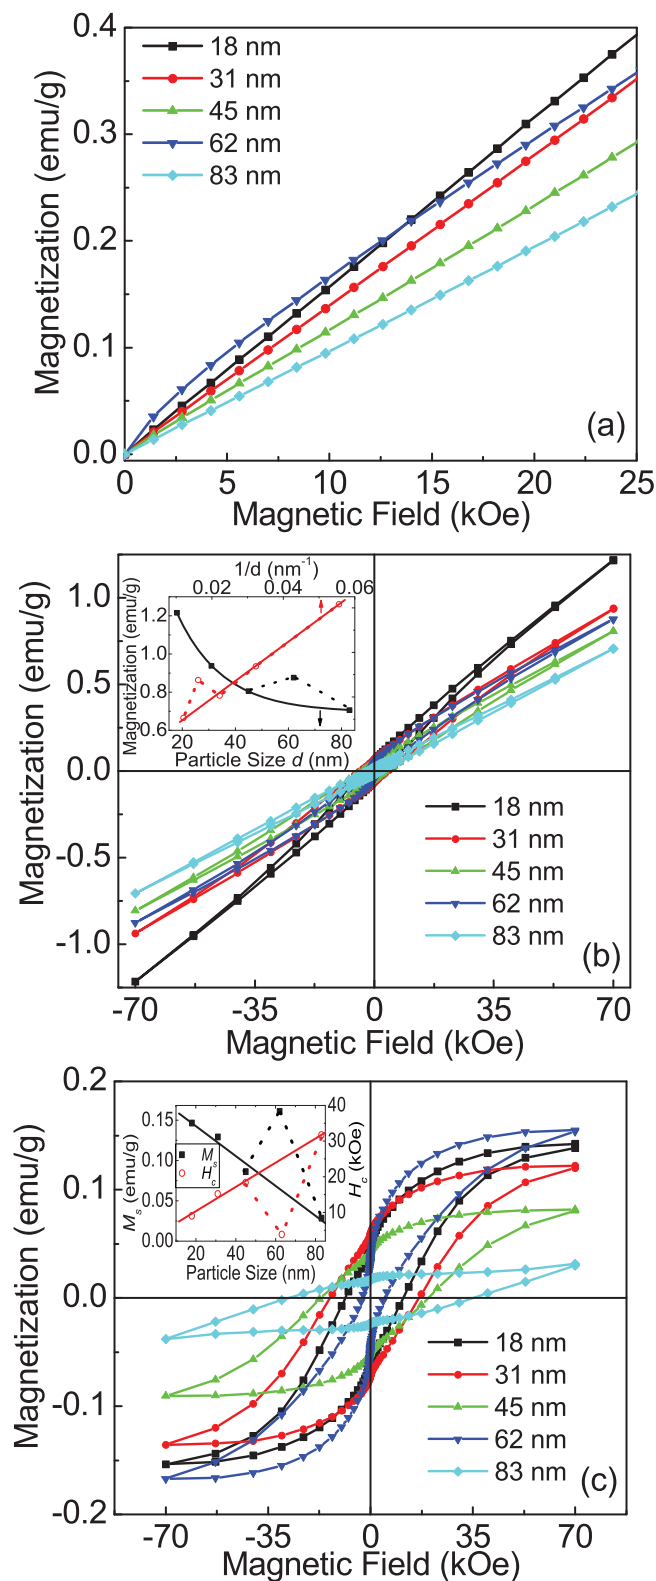 0.4
0.3
0.2
0.1
0.0
Magnetization (emu/g)
18 nm
31 nm
45 nm
62 nm
83 nm
(a)
0 5 10 15 20 25
Magnetic Field (kOe)
1/d (nm⁻¹)
0.02 0.04 0.06
1.2
1.0
0.8
0.6
Magnetization (emu/g)
20 40 60 80
Particle Size d (nm)
1.0
0.5
0.0
-0.5
-1.0
Magnetization (emu/g)
18 nm
31 nm
45 nm
62 nm
83 nm
(b)
-70 -35 0 35 70
Magnetic Field (kOe)
0.2
0.1
0.0
-0.1
-0.2
Magnetization (emu/g)
0.15
0.10
0.05
0.00
Mₛ (emu/g)
Mₛ
H_c
40
30
20
10
H_c (kOe)
20 40 60 80
Particle Size (nm)
18 nm
31 nm
45 nm
62 nm
83 nm
(c)
-70 -35 0 35 70
Magnetic Field (kOe)